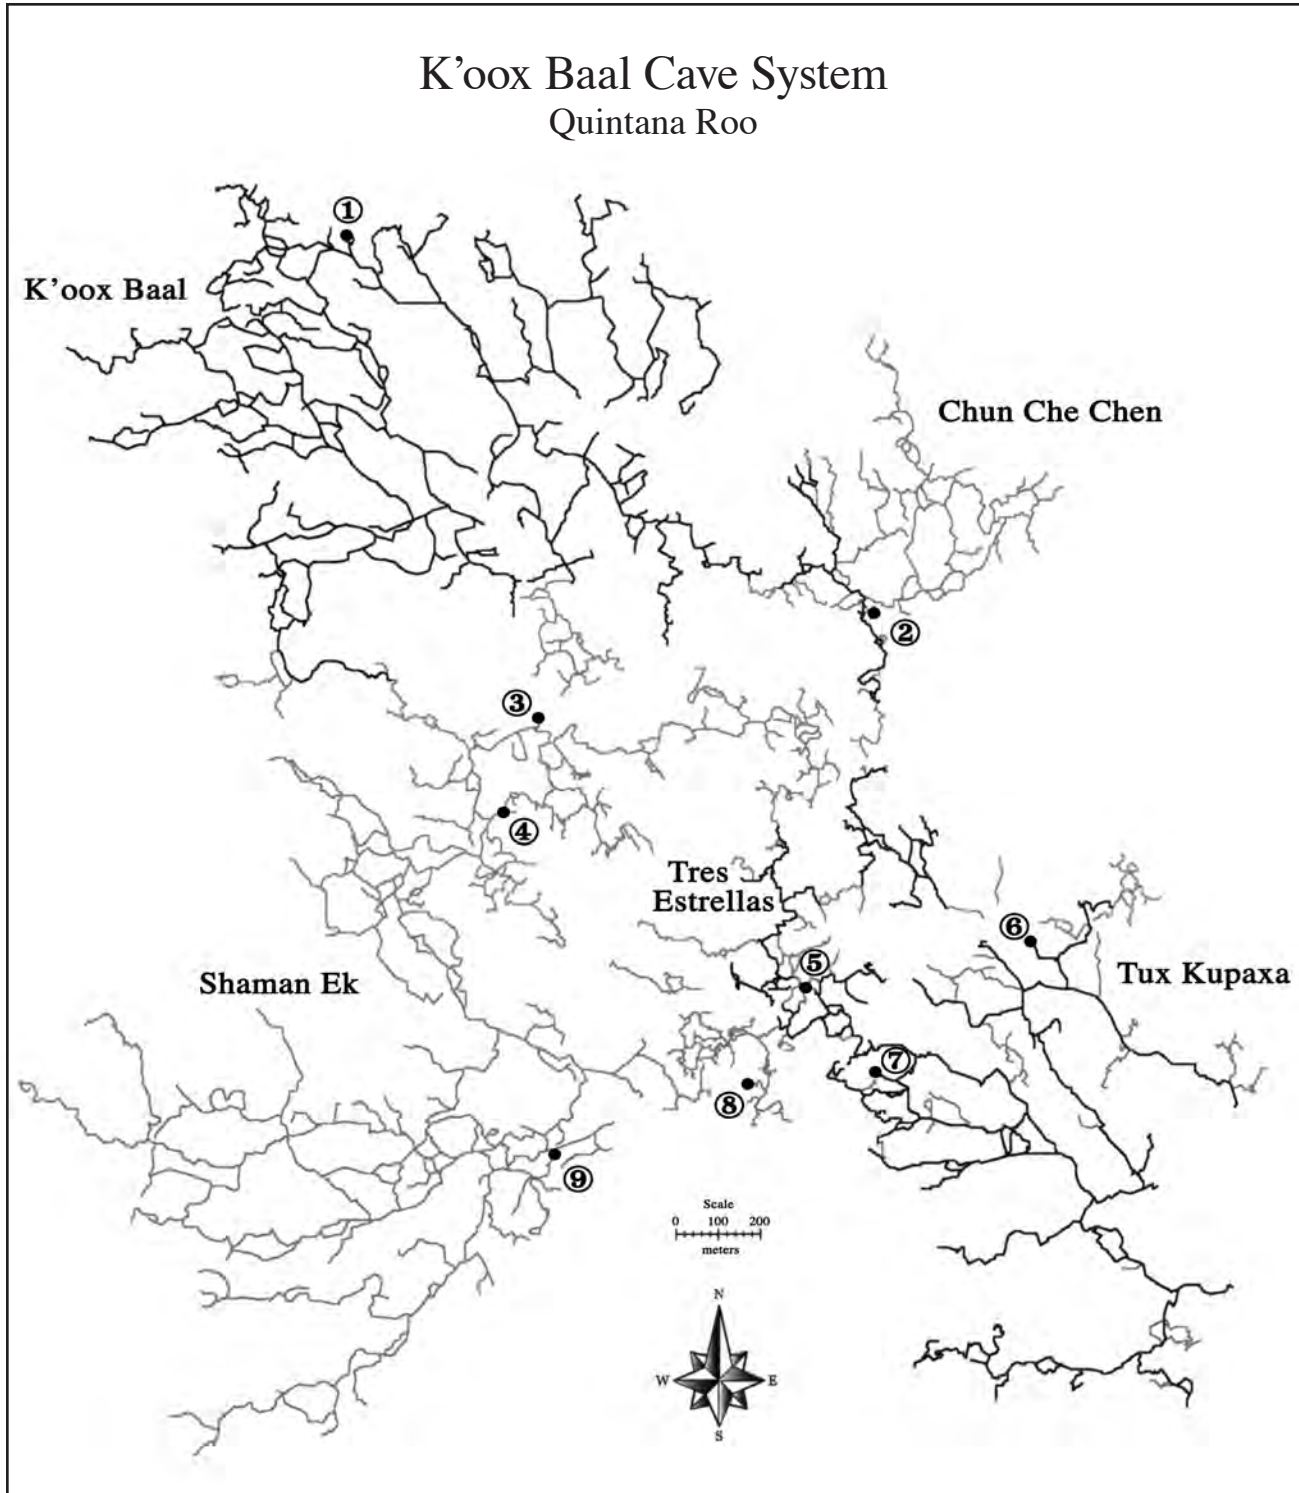 K’oox Baal Cave System
Quintana Roo
①
K’oox Baal
Chun Che Chen
②
③
④
Tres
Estrellas
⑥
⑤
Tux Kupaxa
Shaman Ek
⑦
⑧
⑨
Scale
0 100 200
meters
N
W E
S